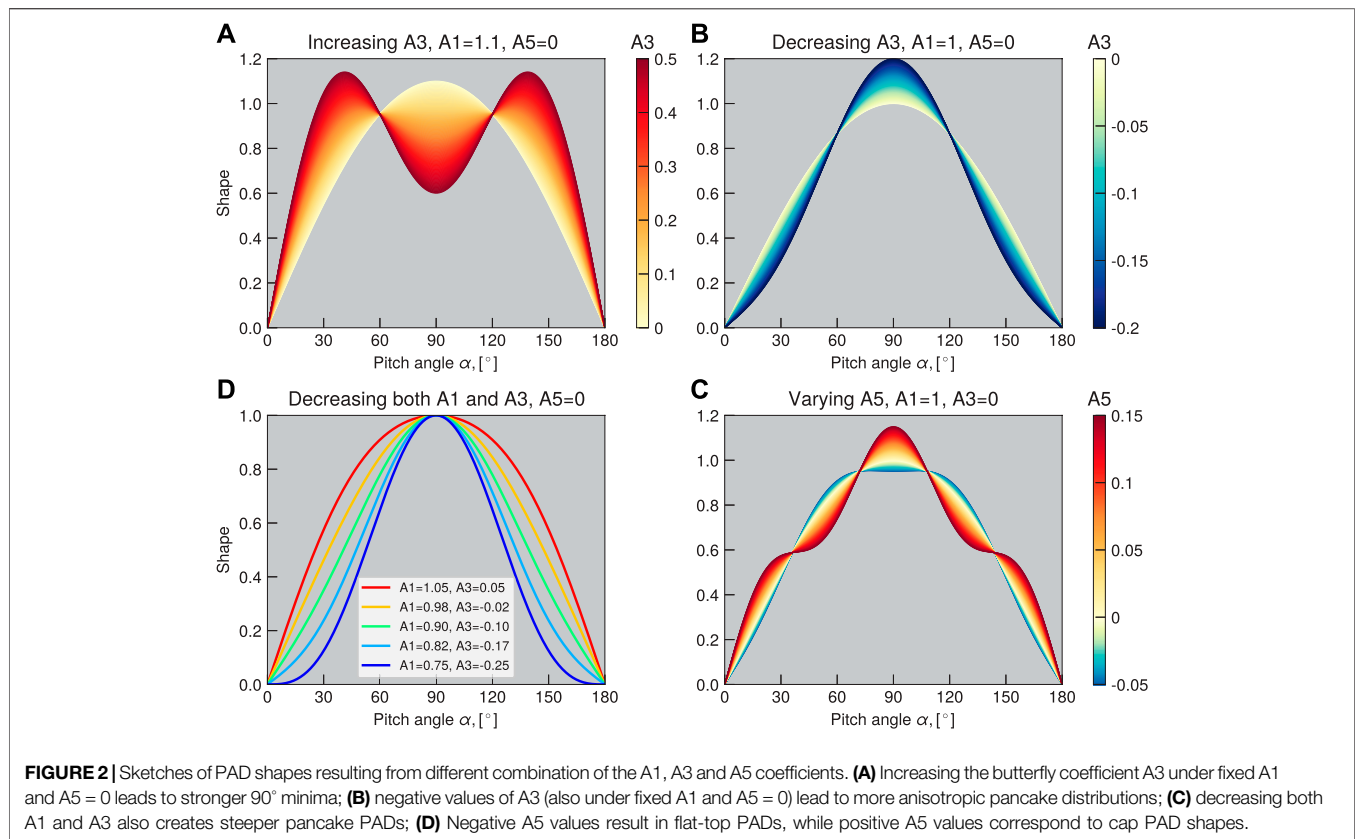 A
Increasing A3, A1=1.1, A5=0
A3
Shape
1.2
1.0
0.8
0.6
0.4
0.2
0.0
0 30 60 90 120 150 180
Pitch angle α, [°]
0.5
0.4
0.3
0.2
0.1
0
B
Decreasing A3, A1=1, A5=0
A3
1.2
1.0
0.8
0.6
0.4
0.2
0.0
0 30 60 90 120 150 180
Pitch angle α, [°]
0
-0.05
-0.1
-0.15
-0.2
D
Decreasing both A1 and A3, A5=0
Shape
1.0
0.8
0.6
0.4
0.2
0.0
A1=1.05, A3=0.05
A1=0.98, A3=-0.02
A1=0.90, A3=-0.10
A1=0.82, A3=-0.17
A1=0.75, A3=-0.25
0 30 60 90 120 150 180
Pitch angle α, [°]
C
Varying A5, A1=1, A3=0
A5
1.2
1.0
0.8
0.6
0.4
0.2
0.0
0 30 60 90 120 150 180
Pitch angle α, [°]
0.15
0.1
0.05
0
-0.05
FIGURE 2 | Sketches of PAD shapes resulting from different combination of the A1, A3 and A5 coefficients. (A) Increasing the butterfly coefficient A3 under fixed A1
and A5 = 0 leads to stronger 90° minima; (B) negative values of A3 (also under fixed A1 and A5 = 0) lead to more anisotropic pancake distributions; (C) decreasing both
A1 and A3 also creates steeper pancake PADs; (D) Negative A5 values result in flat-top PADs, while positive A5 values correspond to cap PAD shapes.